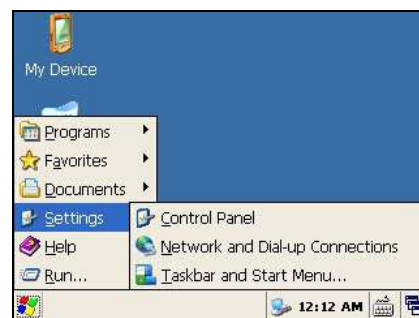 My Device
Programs
Favorites
Documents
Settings
Help
Run...
Control Panel
Network and Dial-up Connections
Taskbar and Start Menu...
12:12 AM